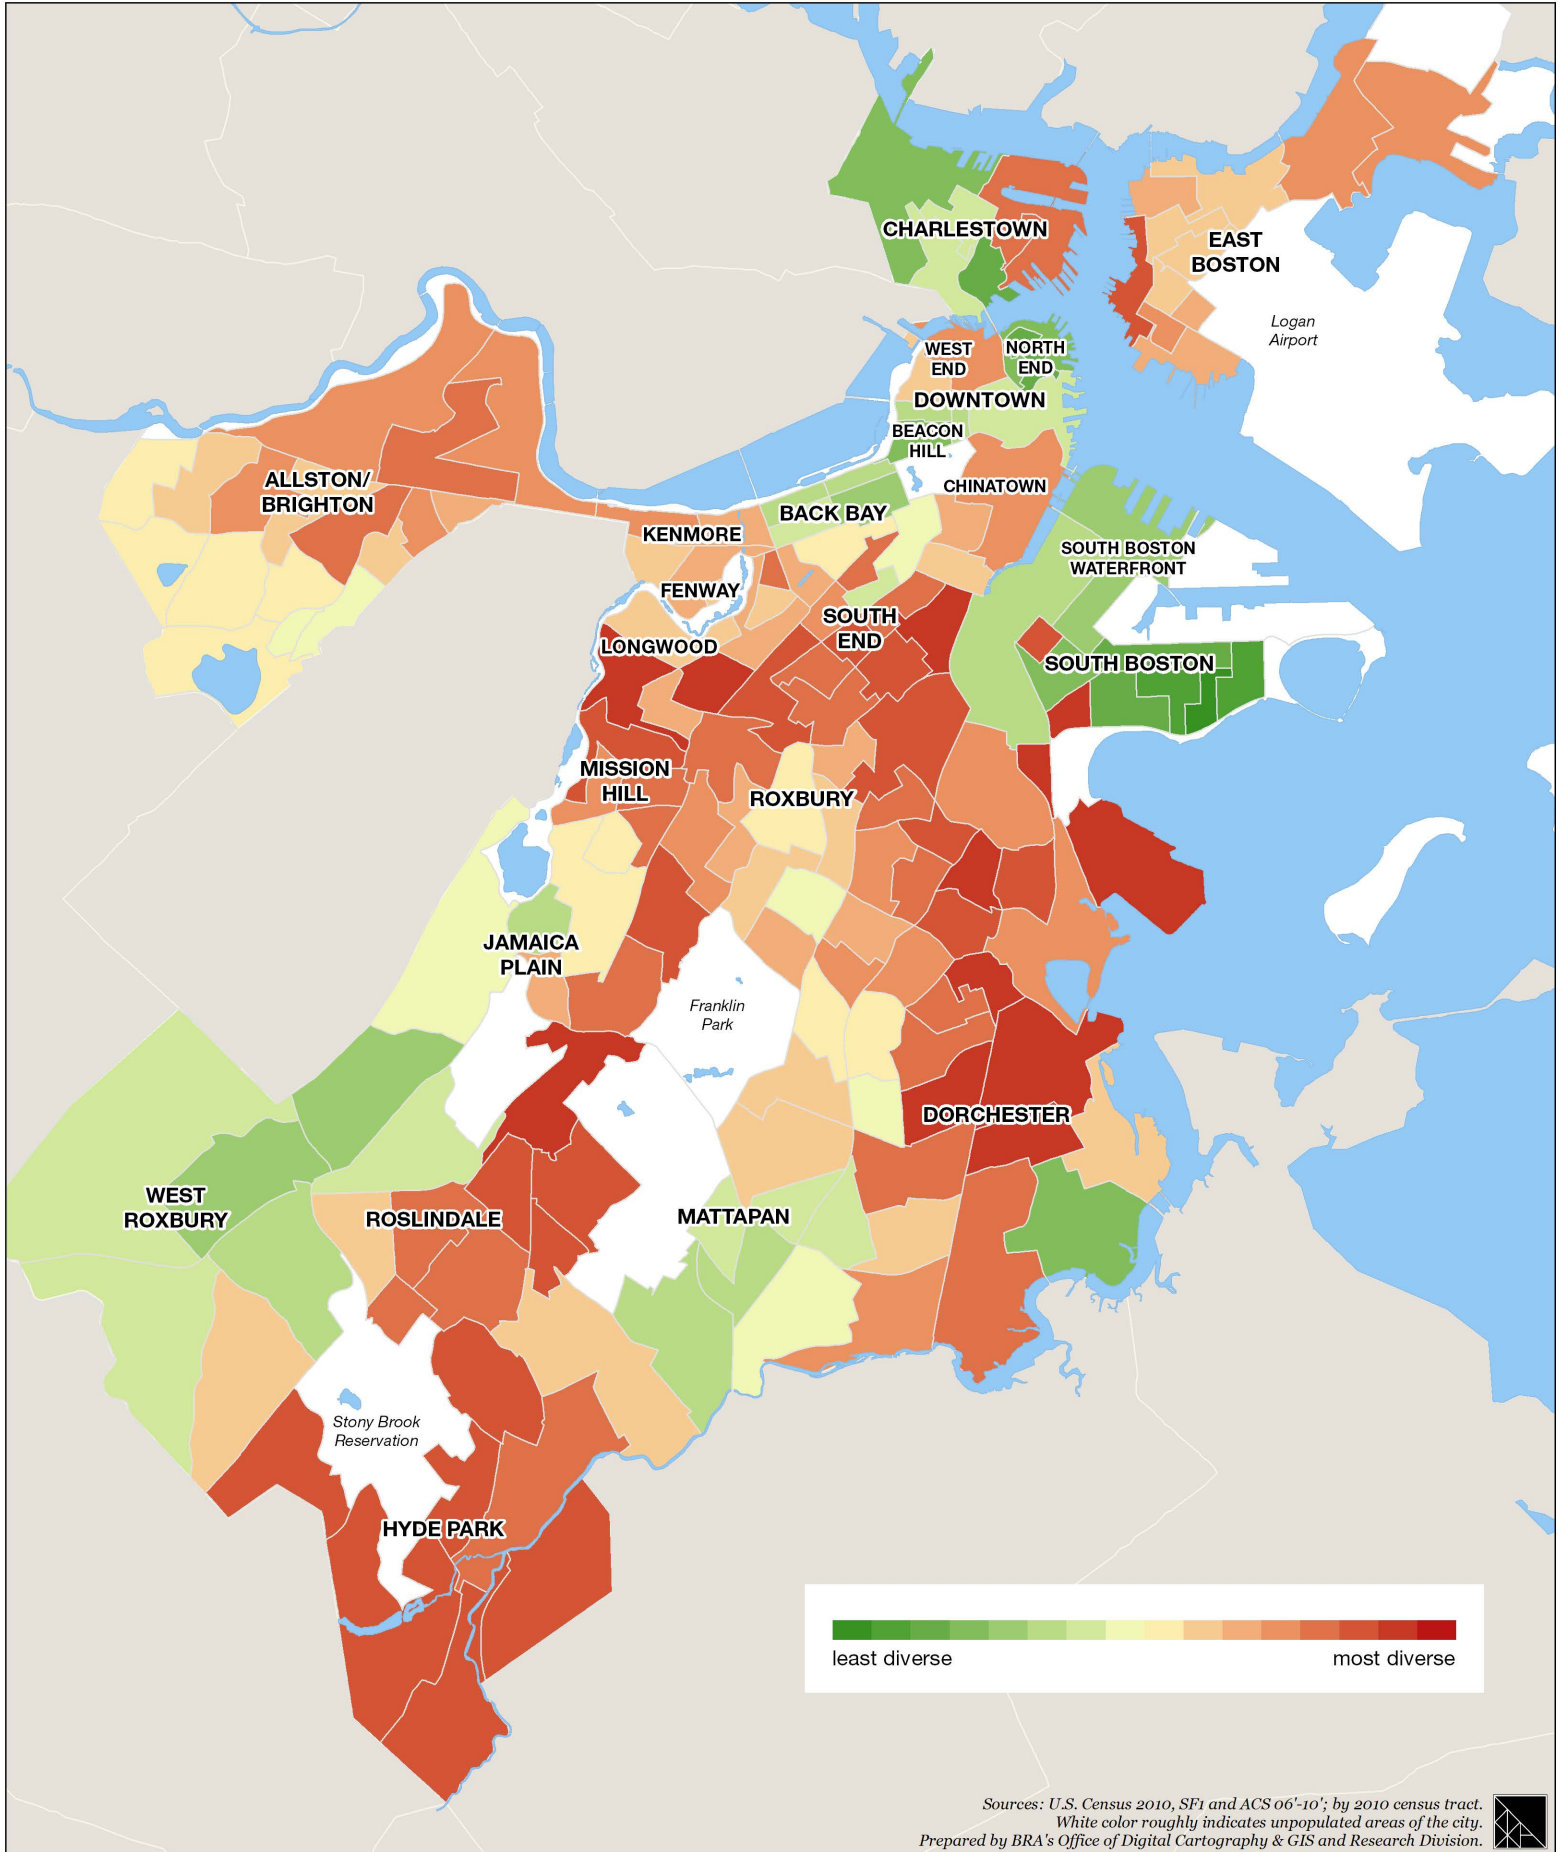 CHARLESTOWN
EAST
BOSTON
Logan
Airport
WEST
END
NORTH
END
DOWNTOWN
BEACON
HILL
CHINATOWN
ALLSTON/
BRIGHTON
BACK BAY
KENMORE
SOUTH BOSTON
WATERFRONT
FENWAY
SOUTH
END
LONGWOOD
SOUTH BOSTON
MISSION
HILL
ROXBURY
JAMAICA
PLAIN
Franklin
Park
DORCHESTER
WEST
ROXBURY
ROSLINDALE
MATTAPAN
Stony Brook
Reservation
HYDE PARK
least diverse
most diverse
Sources: U.S. Census 2010, SF1 and ACS 06'-10'; by 2010 census tract.
White color roughly indicates unpopulated areas of the city.
Prepared by BRA's Office of Digital Cartography & GIS and Research Division.